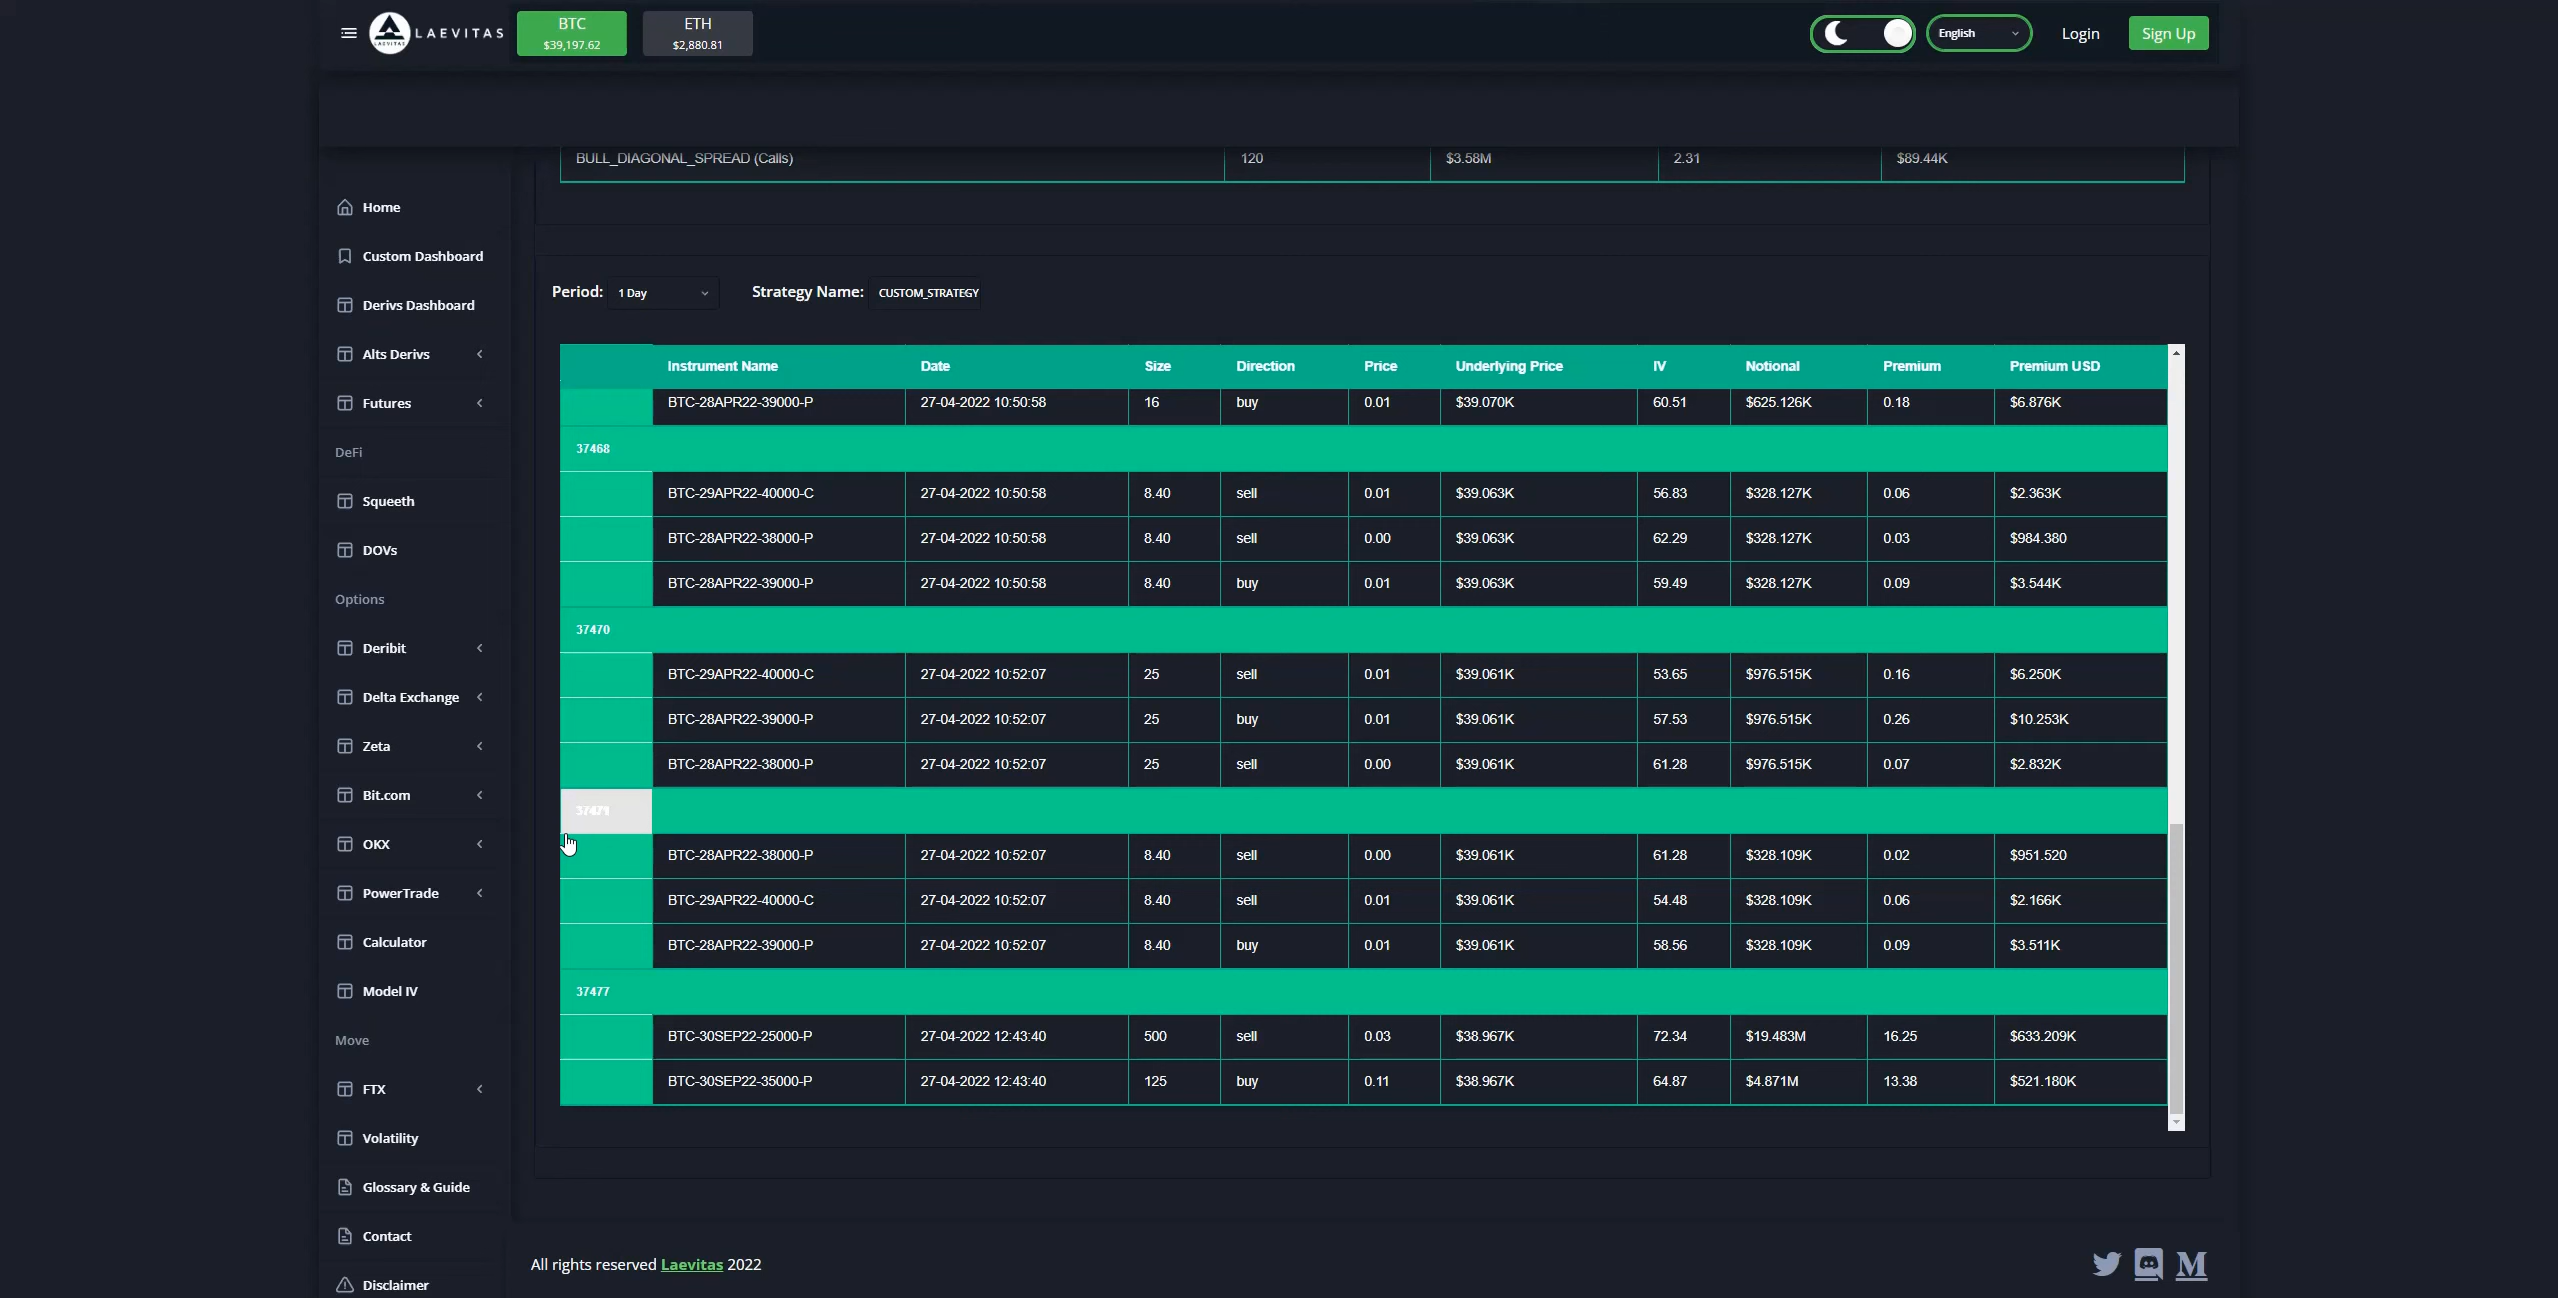 LAEVITAS
BTC
$39,197.62
ETH
$2,880.81
English
Login
Sign Up
BULL_DIAGONAL_SPREAD (Calls) 120 $3.58M 2.31 $89.44K
Home
Custom Dashboard
Derivs Dashboard
Alts Derivs
Futures
DeFi
Squeeth
DOVs
Options
Deribit
Delta Exchange
Zeta
Bit.com
OKX
PowerTrade
Calculator
Model IV
Move
FTX
Volatility
Glossary & Guide
Contact
Disclaimer
Period: 1 Day Strategy Name: CUSTOM_STRATEGY
Instrument Name Date Size Direction Price Underlying Price IV Notional Premium Premium USD
BTC-28APR22-39000-P 27-04-2022 10:50:58 16 buy 0.01 $39.070K 60.51 $625.126K 0.18 $6.876K
37468
BTC-29APR22-40000-C 27-04-2022 10:50:58 8.40 sell 0.01 $39.063K 56.83 $328.127K 0.06 $2.363K
BTC-28APR22-38000-P 27-04-2022 10:50:58 8.40 sell 0.00 $39.063K 62.29 $328.127K 0.03 $984.380
BTC-28APR22-39000-P 27-04-2022 10:50:58 8.40 buy 0.01 $39.063K 59.49 $328.127K 0.09 $3.544K
37470
BTC-29APR22-40000-C 27-04-2022 10:52:07 25 sell 0.01 $39.061K 53.65 $976.515K 0.16 $6.250K
BTC-28APR22-39000-P 27-04-2022 10:52:07 25 buy 0.01 $39.061K 57.53 $976.515K 0.26 $10.253K
BTC-28APR22-38000-P 27-04-2022 10:52:07 25 sell 0.00 $39.061K 61.28 $976.515K 0.07 $2.832K
37471
BTC-28APR22-38000-P 27-04-2022 10:52:07 8.40 sell 0.00 $39.061K 61.28 $328.109K 0.02 $951.520
BTC-29APR22-40000-C 27-04-2022 10:52:07 8.40 sell 0.01 $39.061K 54.48 $328.109K 0.06 $2.166K
BTC-28APR22-39000-P 27-04-2022 10:52:07 8.40 buy 0.01 $39.061K 58.56 $328.109K 0.09 $3.511K
37477
BTC-30SEP22-25000-P 27-04-2022 12:43:40 500 sell 0.03 $38.967K 72.34 $19.483M 16.25 $633.209K
BTC-30SEP22-35000-P 27-04-2022 12:43:40 125 buy 0.11 $38.967K 64.87 $4.871M 13.38 $521.180K
All rights reserved Laevitas 2022